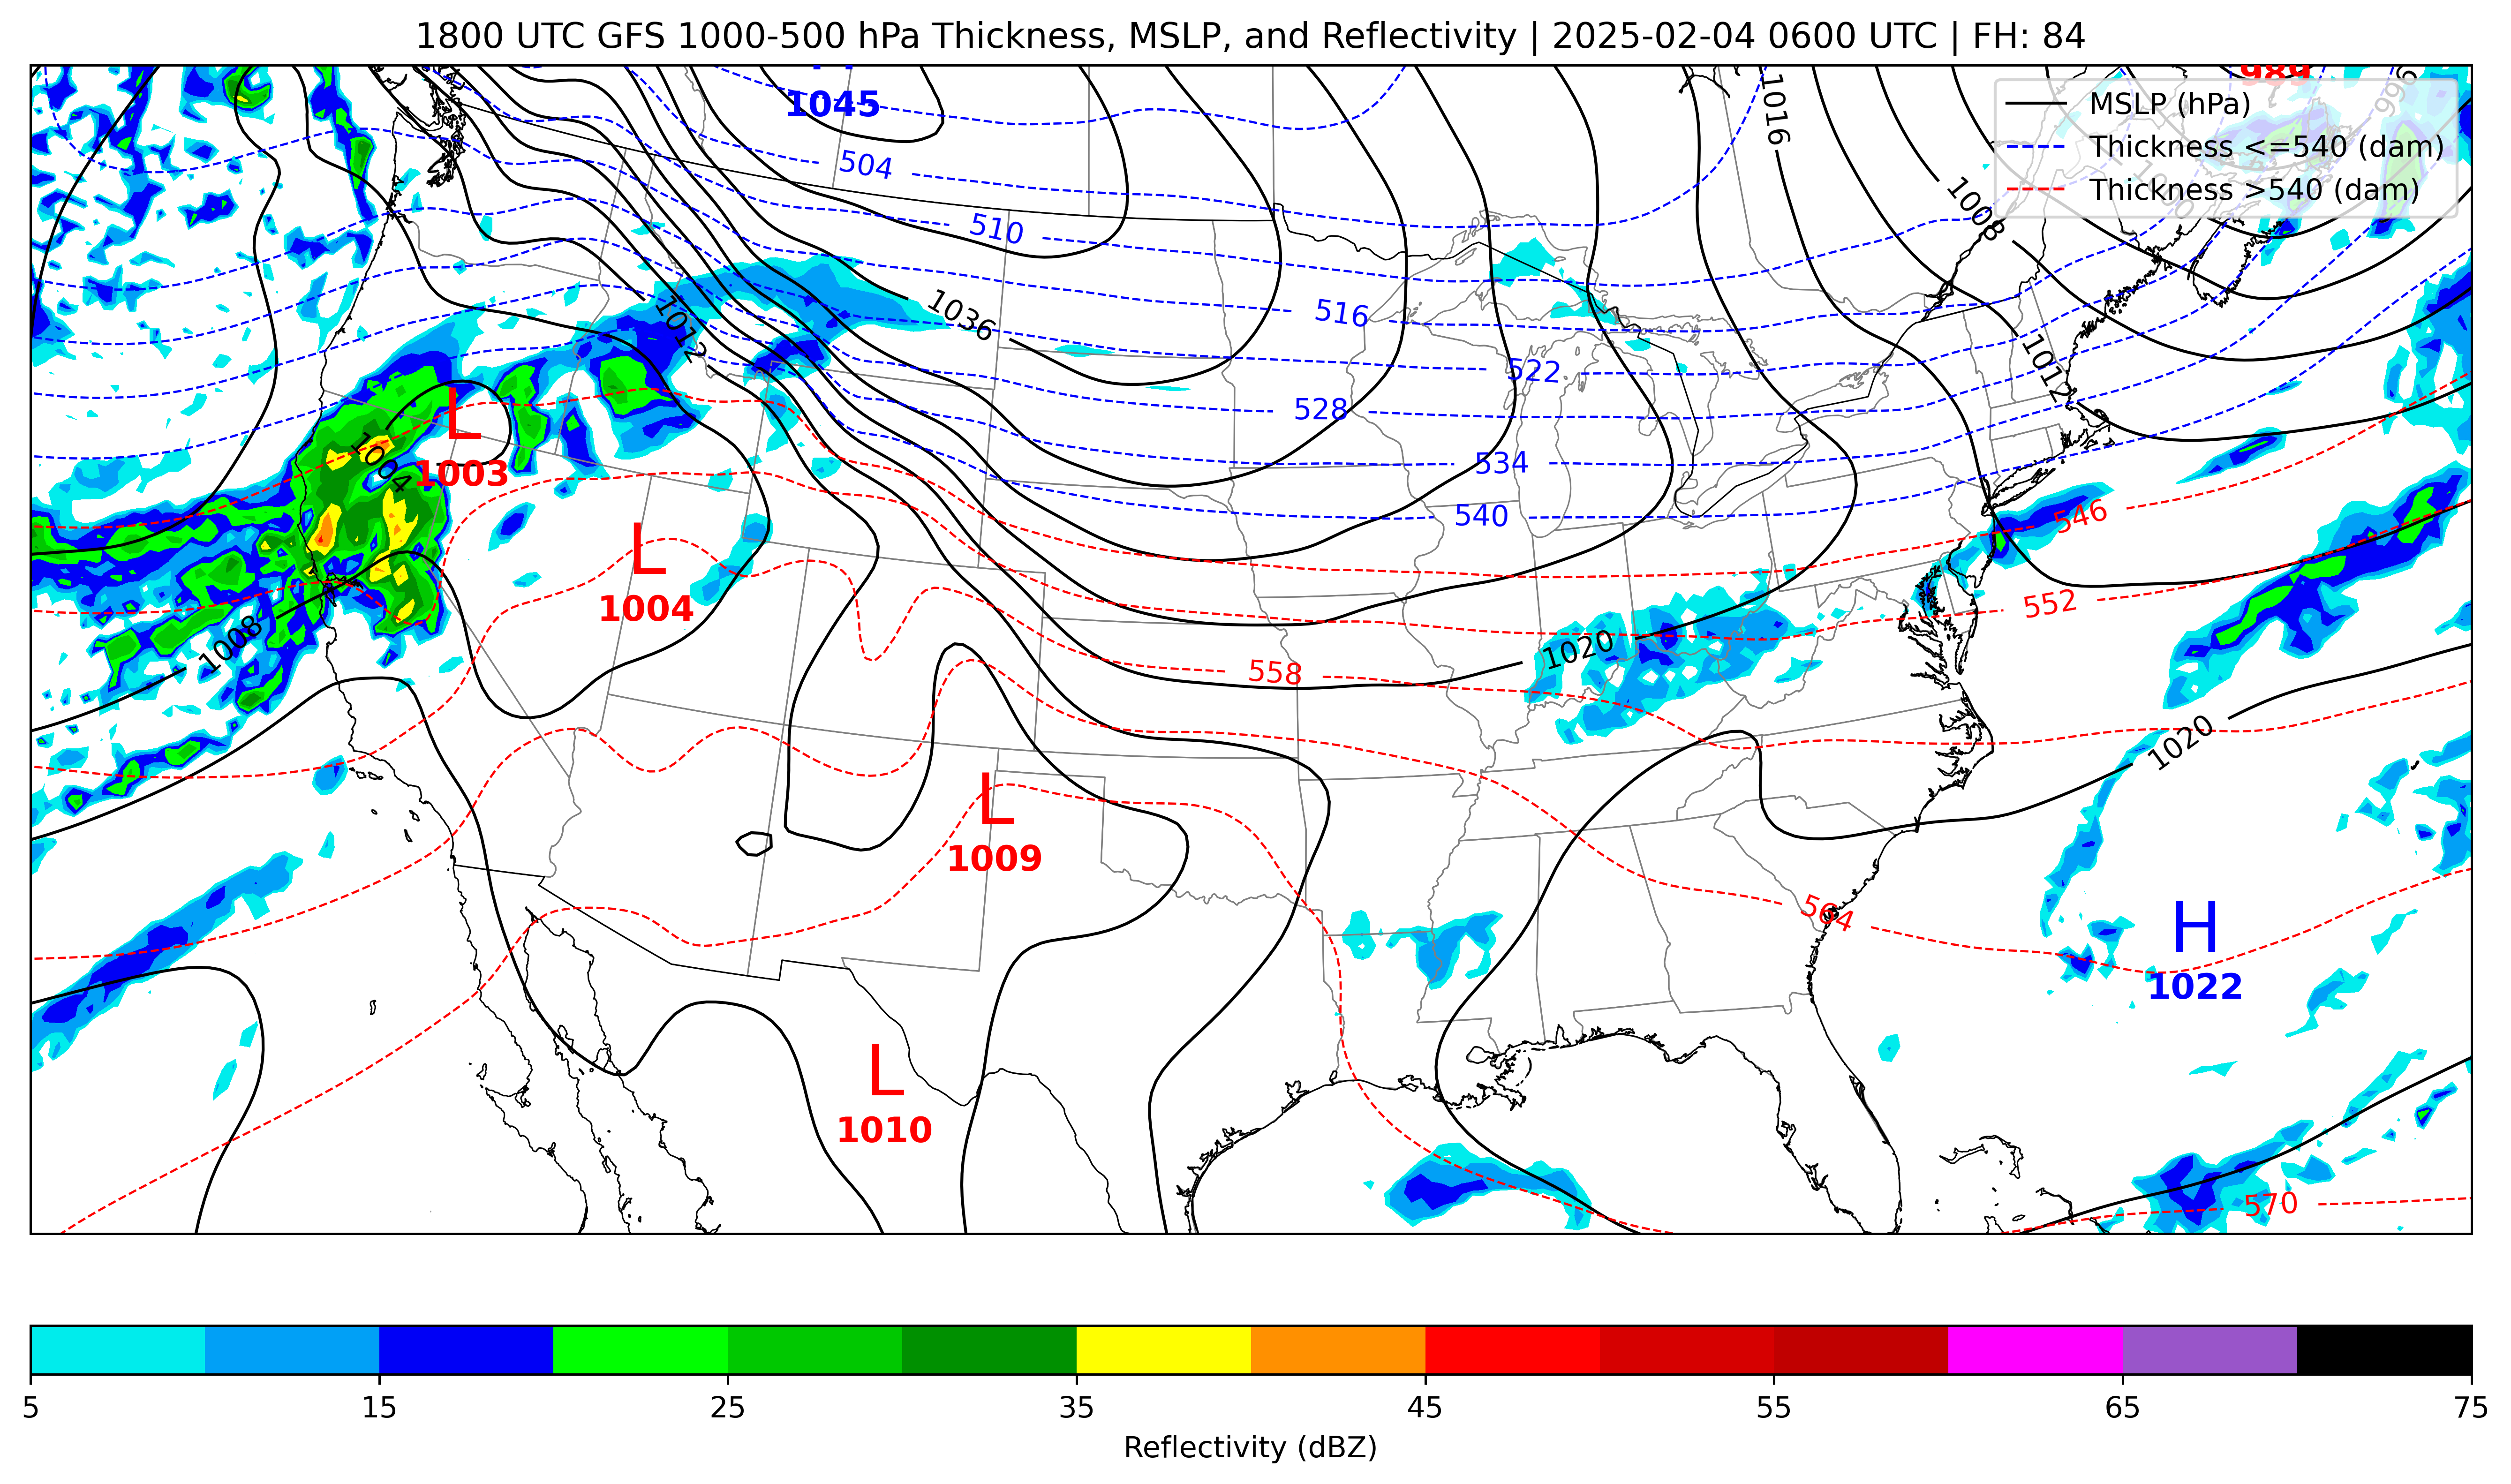 1800 UTC GFS 1000-500 hPa Thickness, MSLP, and Reflectivity | 2025-02-04 0600 UTC | FH: 84
989
996
1045
MSLP (hPa)
Thickness <=540 (dam)
Thickness >540 (dam)
1016
504
1008
510
1036
516
1012
1012
522
528
L
1003
1004
534
540
546
L
1004
552
1008
1020
558
1020
L
1009
564
H
1022
L
1010
570
5 15 25 35 45 55 65 75
Reflectivity (dBZ)